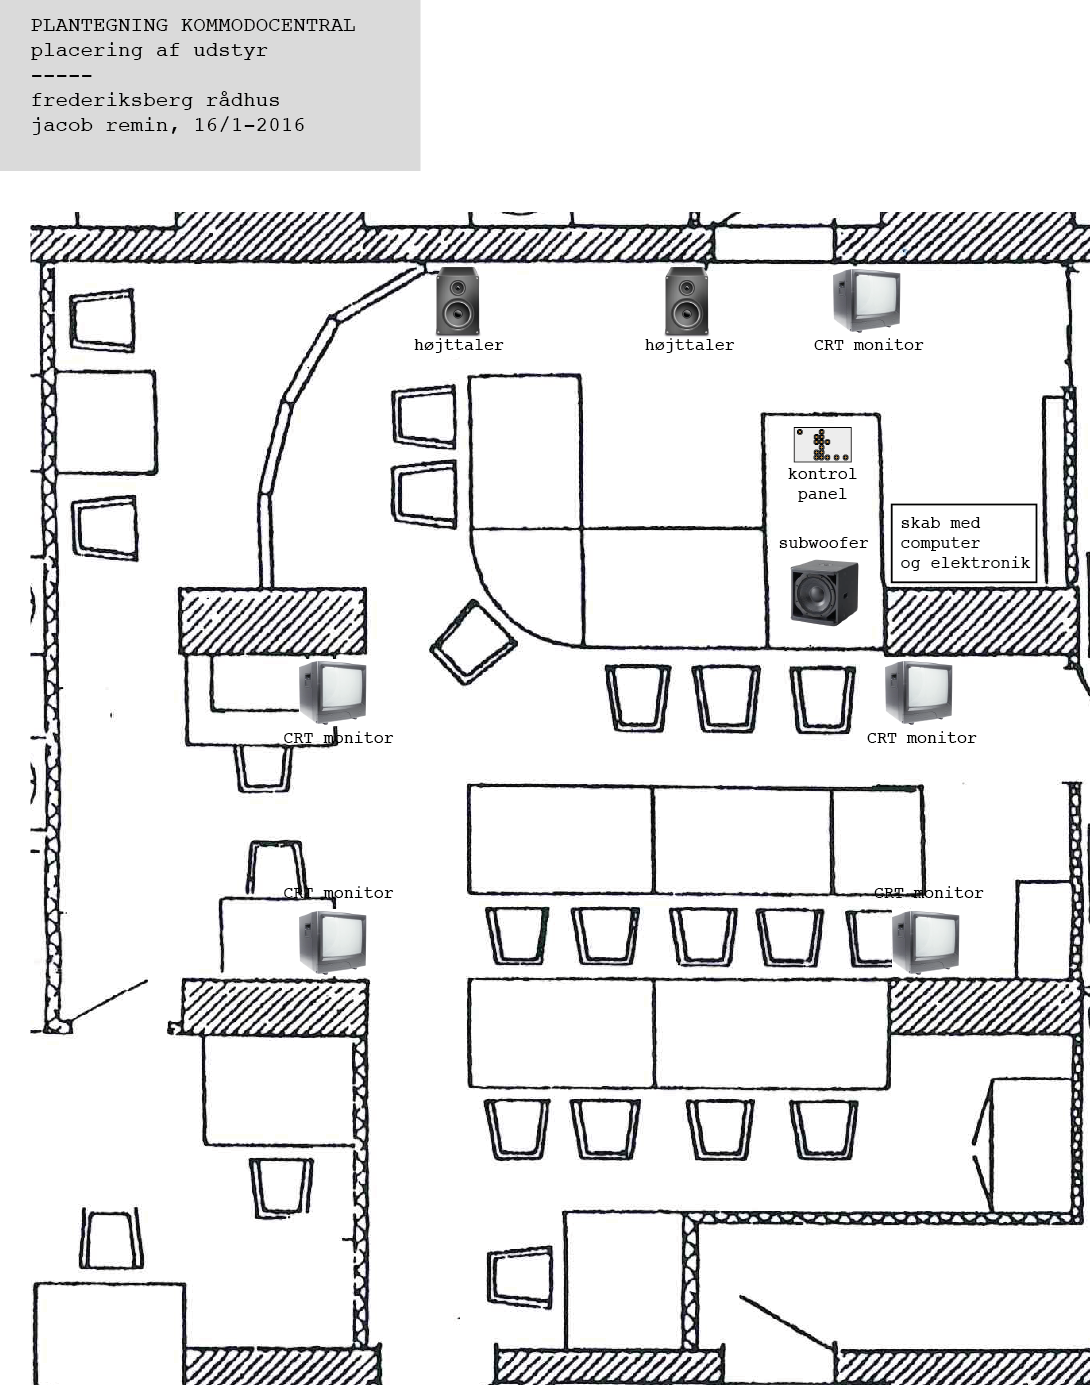 PLANTEGNING KOMMODOCENTRAL
placering af udstyr
-----
frederiksberg rådhus
jacob remin, 16/1-2016
højttaler
højttaler
CRT monitor
kontrol
panel
subwoofer
skab med
computer
og elektronik
CRT monitor
CRT monitor
CRT monitor
CRT monitor